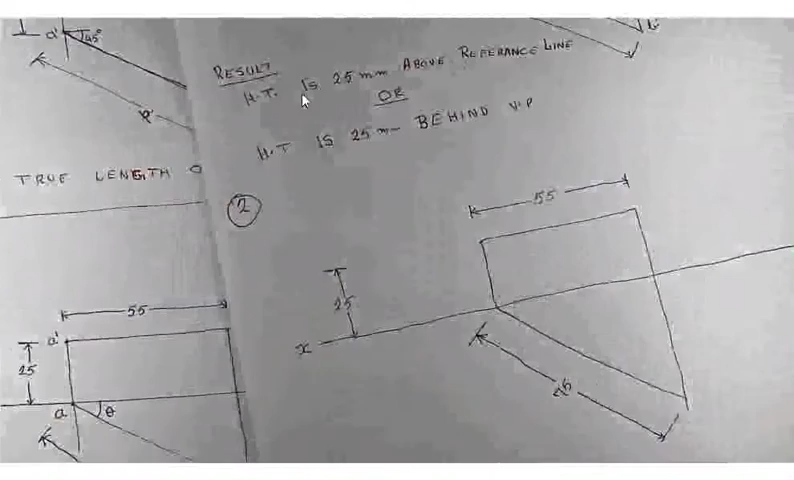 a' 45°
RESULT
H.T. IS 25 mm ABOVE REFERANCE LINE
OR
H.T IS 25 mm BEHIND V.P
TRUE LENGTH
2
55
25
x
55
a'
25
a θ